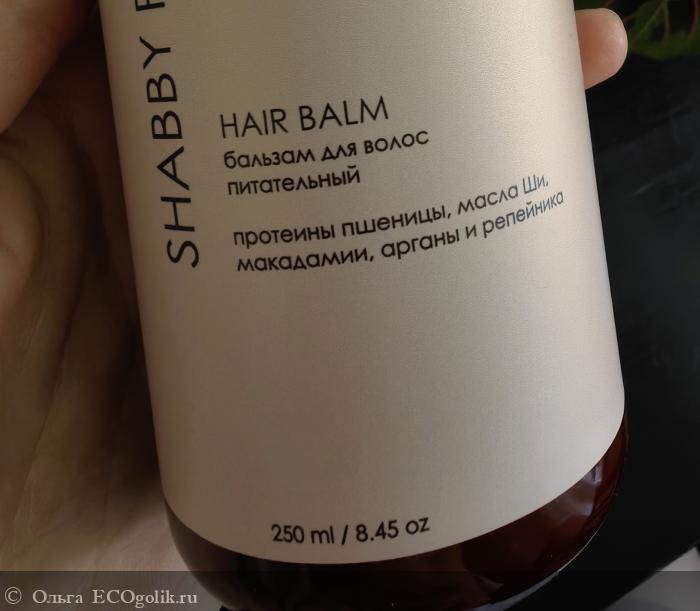 SHABBY
HAIR BALM
бальзам для волос
питательный
протеины пшеницы, масла Ши,
макадамии, арганы и репейника
250 ml / 8.45 oz
© Ольга ECOgolik.ru